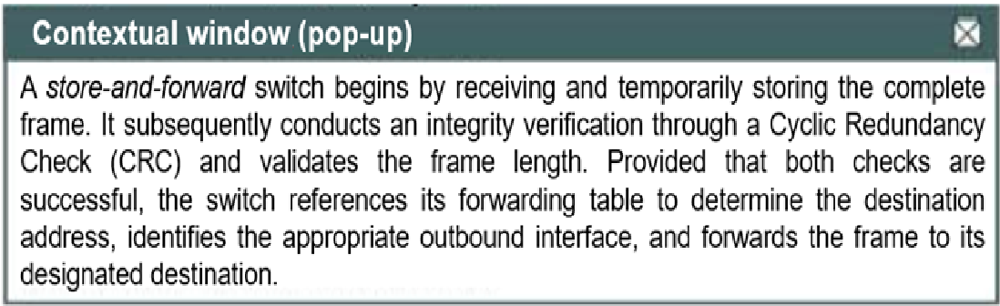 Contextual window (pop-up)
A store-and-forward switch begins by receiving and temporarily storing the complete
frame. It subsequently conducts an integrity verification through a Cyclic Redundancy
Check (CRC) and validates the frame length. Provided that both checks are
successful, the switch references its forwarding table to determine the destination
address, identifies the appropriate outbound interface, and forwards the frame to its
designated destination.